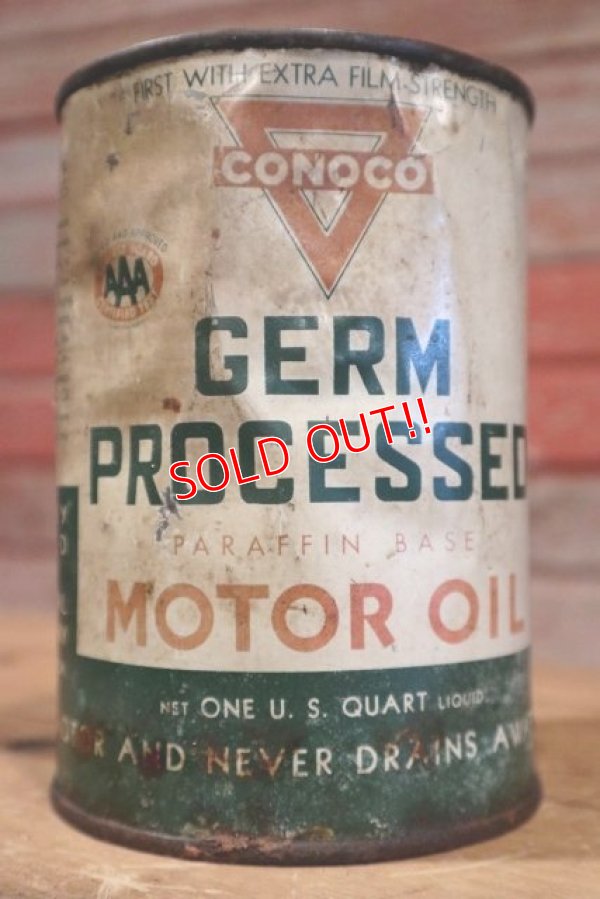 FIRST WITH EXTRA FILM-STRENGTH
CONOCO
AAA
GERM
PROCESSED
SOLD OUT!!
PARAFFIN BASE
MOTOR OIL
NET ONE U. S. QUART LIQUID
AND NEVER DRAINS